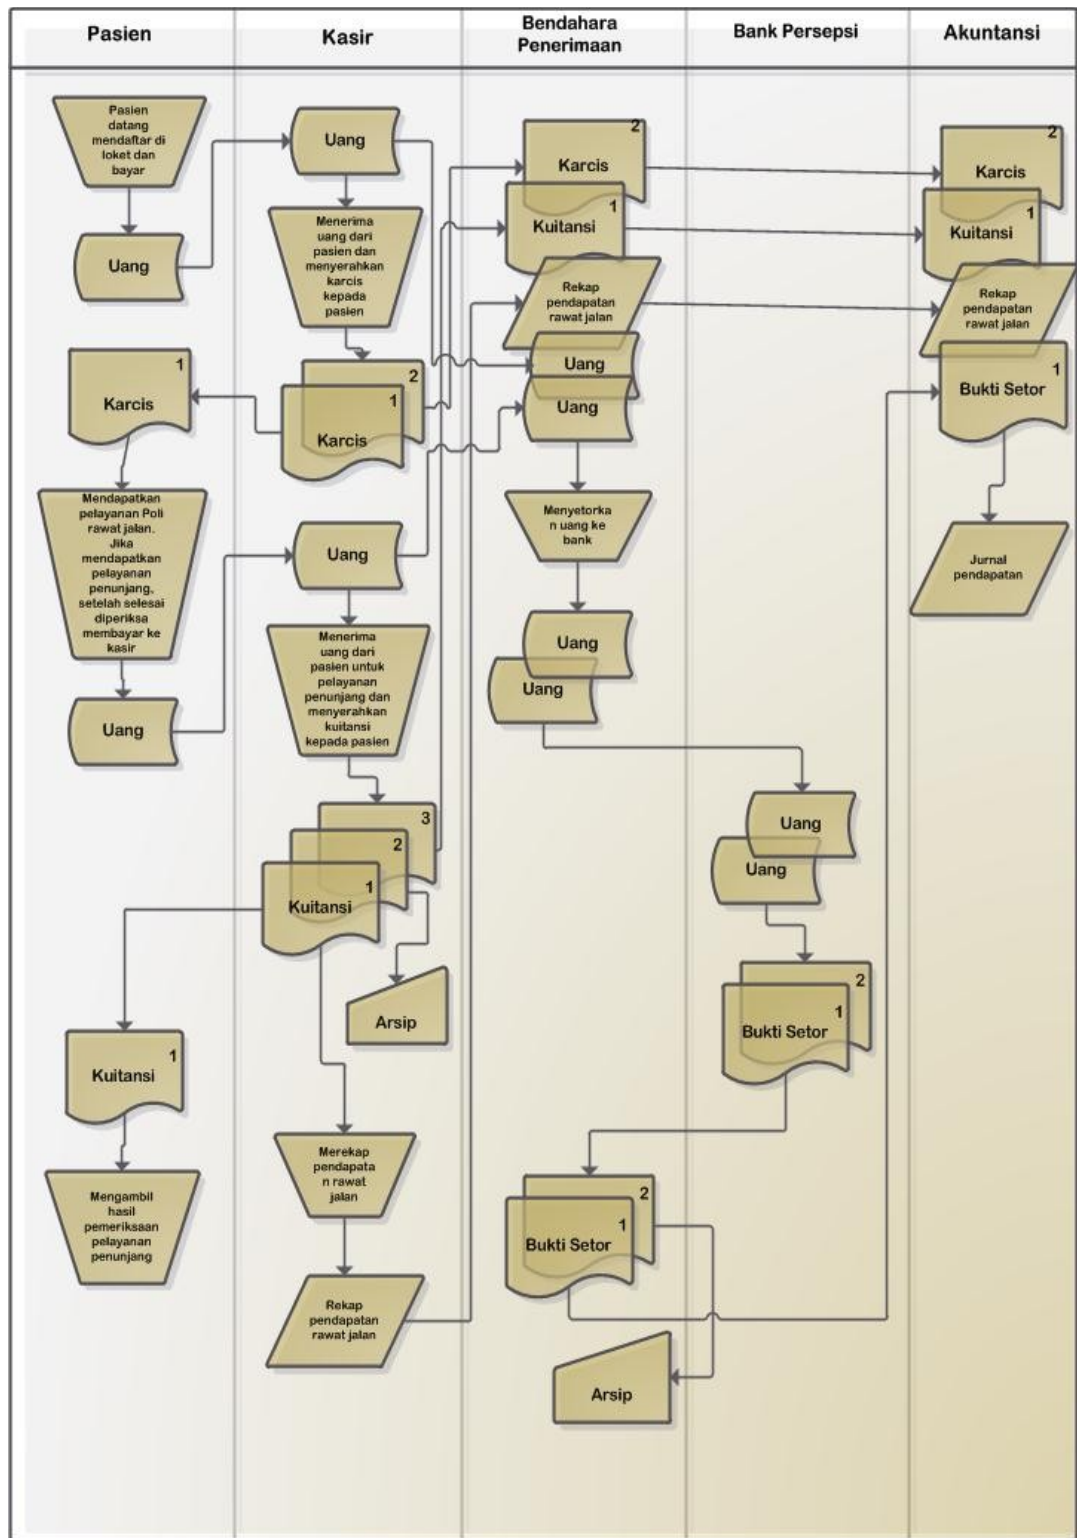 Pasien
Kasir
Bendahara
Penerimaan
Bank Persepsi
Akuntansi
Pasien
datang
mendaftar di
loket dan
bayar
Uang
Karcis
1
Mendapatkan
pelayanan Poli
rawat jalan.
Jika
mendapatkan
pelayanan
penunjang,
setelah selesai
diperiksa
membayar ke
kasir
Uang
Kuitansi
1
Mengambil
hasil
pemeriksaan
pelayanan
penunjang
Uang
Menerima
uang dari
pasien dan
menyerahkan
karcis
kepada
pasien
2
1
Karcis
Uang
Menerima
uang dari
pasien untuk
pelayanan
penunjang dan
menyerahkan
kuitansi
kepada pasien
3
2
1
Kuitansi
Arsip
Merekap
pendapata
n rawat
jalan
Rekap
pendapatan
rawat jalan
2
Karcis
1
Kuitansi
Rekap
pendapatan
rawat jalan
Uang
Uang
Menyetorka
n uang ke
bank
Uang
Uang
2
1
Bukti Setor
Arsip
Uang
Uang
2
1
Bukti Setor
2
Karcis
1
Kuitansi
Rekap
pendapatan
rawat jalan
1
Bukti Setor
Jurnal
pendapatan